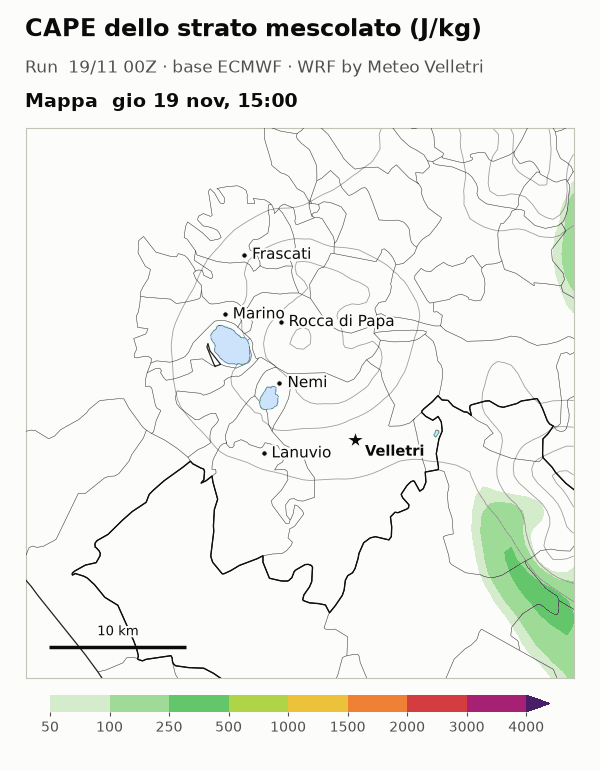 CAPE dello strato mescolato (J/kg)
Run  19/11 00Z · base ECMWF · WRF by Meteo Velletri
Mappa  gio 19 nov, 15:00
Frascati
Marino
Rocca di Papa
Nemi
Velletri
Lanuvio
10 km
50 100 250 500 1000 1500 2000 3000 4000